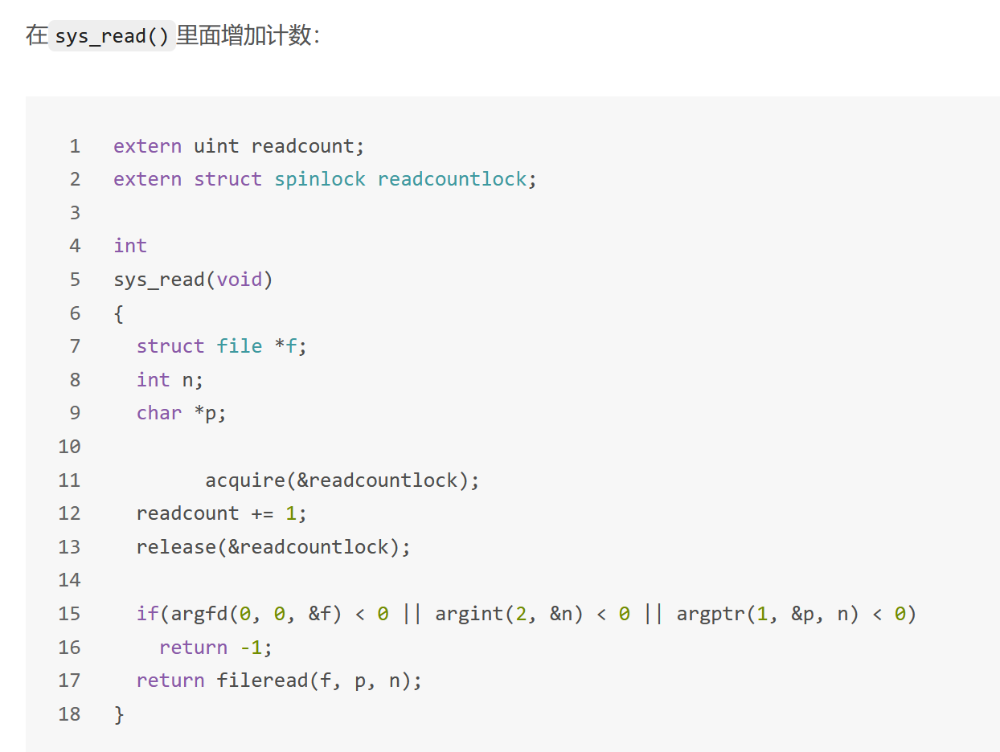 在 sys_read() 里面增加计数：
1 extern uint readcount;
2 extern struct spinlock readcountlock;
3
4 int
5 sys_read(void)
6 {
7   struct file *f;
8   int n;
9   char *p;
10
11         acquire(&readcountlock);
12   readcount += 1;
13   release(&readcountlock);
14
15   if(argfd(0, 0, &f) < 0 || argint(2, &n) < 0 || argptr(1, &p, n) < 0)
16     return -1;
17   return fileread(f, p, n);
18 }